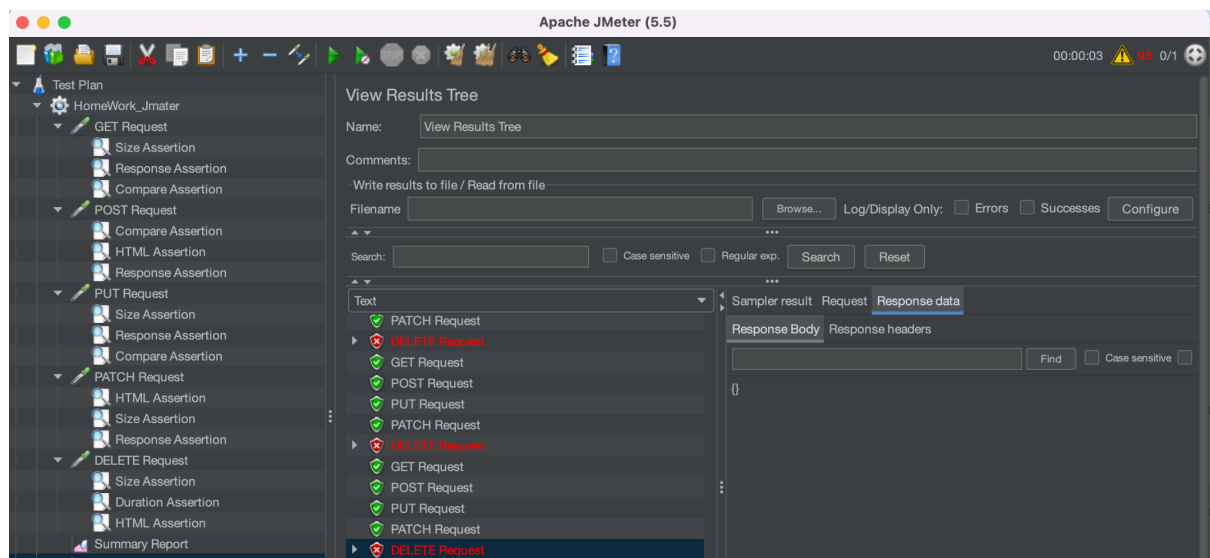 Apache JMeter (5.5)
00:00:03 93 0/1
Test Plan
HomeWork_Jmater
GET Request
Size Assertion
Response Assertion
Compare Assertion
POST Request
Compare Assertion
HTML Assertion
Response Assertion
PUT Request
Size Assertion
Response Assertion
Compare Assertion
PATCH Request
HTML Assertion
Size Assertion
Response Assertion
DELETE Request
Size Assertion
Duration Assertion
HTML Assertion
Summary Report
View Results Tree
Name: View Results Tree
Comments:
Write results to file / Read from file
Filename Browse... Log/Display Only: Errors Successes Configure
Search: Case sensitive Regular exp. Search Reset
Text
PATCH Request
DELETE Request
GET Request
POST Request
PUT Request
PATCH Request
DELETE Request
GET Request
POST Request
PUT Request
PATCH Request
DELETE Request
Sampler result Request Response data
Response Body Response headers
Find Case sensitive
{}